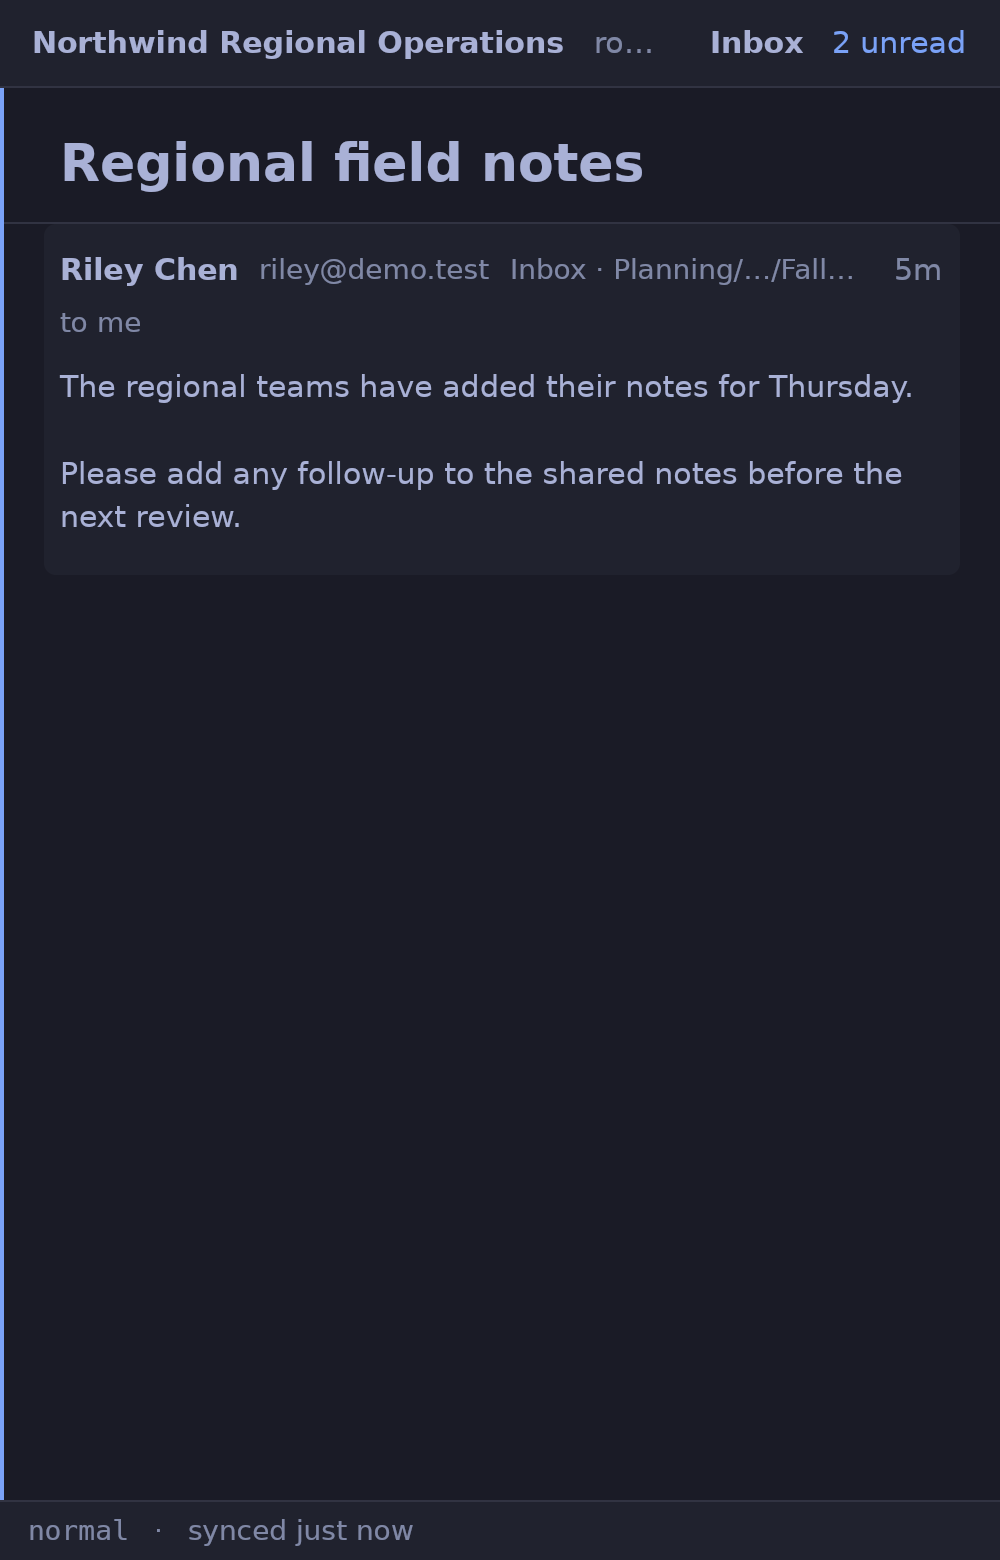 Northwind Regional Operations ro… Inbox 2 unread
Regional field notes
Riley Chen riley@demo.test Inbox · Planning/…/Fall… 5m
to me
The regional teams have added their notes for Thursday.
Please add any follow-up to the shared notes before the
next review.
normal · synced just now